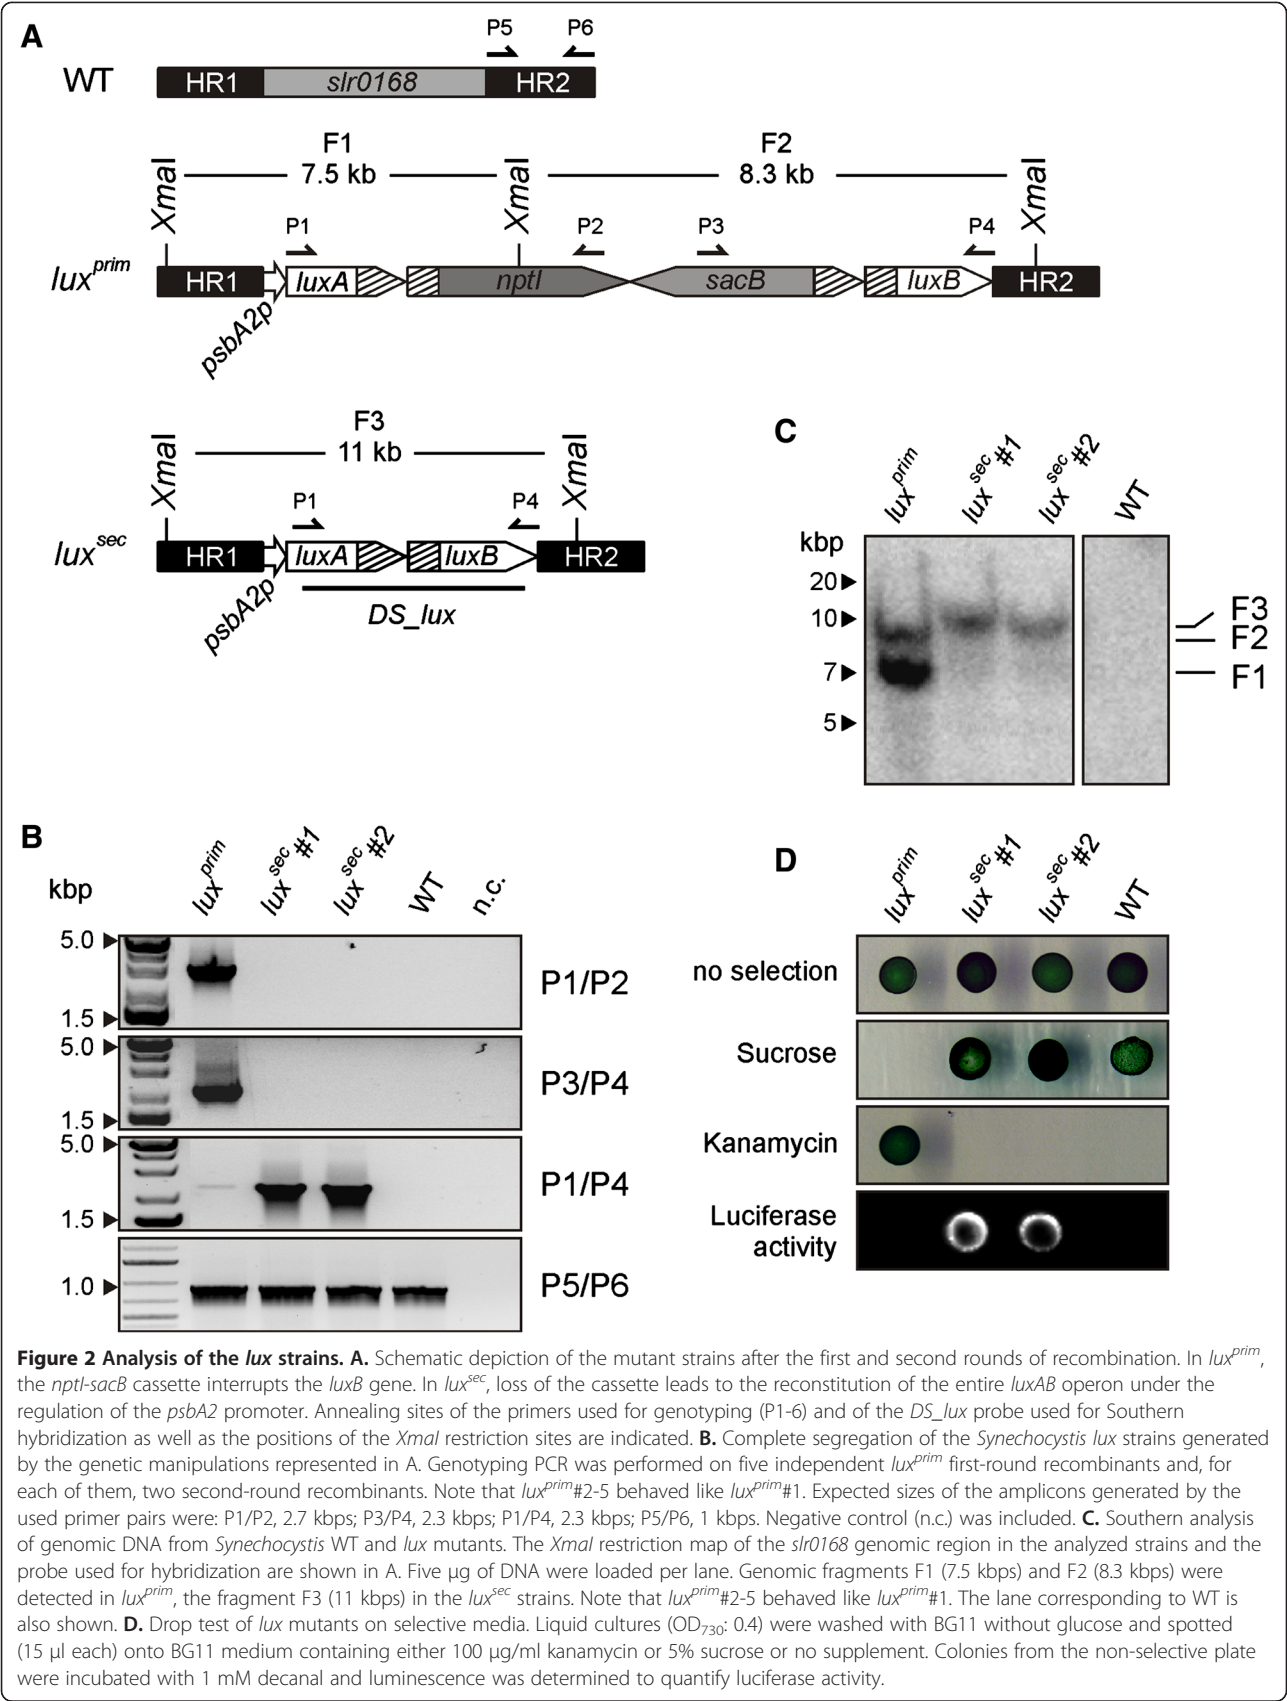 A
P5 P6
WT HR1 slr0168 HR2
F1 F2
XmaI 7.5 kb XmaI 8.3 kb XmaI
P1 P2 P3 P4
lux^prim HR1 luxA nptI sacB luxB HR2
psbA2p
F3
XmaI 11 kb XmaI
P1 P4
lux^sec HR1 luxA luxB HR2
psbA2p
DS_lux
C
lux^prim lux^sec #1 lux^sec #2 WT
kbp
20
10
7
5
F3
F2
F1
B
lux^prim lux^sec #1 lux^sec #2 WT n.c.
kbp
5.0
1.5
P1/P2
5.0
1.5
P3/P4
5.0
1.5
P1/P4
1.0
P5/P6
D
lux^prim lux^sec #1 lux^sec #2 WT
no selection
Sucrose
Kanamycin
Luciferase
activity
Figure 2 Analysis of the lux strains. A. Schematic depiction of the mutant strains after the first and second rounds of recombination. In lux^prim,
the nptI-sacB cassette interrupts the luxB gene. In lux^sec, loss of the cassette leads to the reconstitution of the entire luxAB operon under the
regulation of the psbA2 promoter. Annealing sites of the primers used for genotyping (P1-6) and of the DS_lux probe used for Southern
hybridization as well as the positions of the XmaI restriction sites are indicated. B. Complete segregation of the Synechocystis lux strains generated
by the genetic manipulations represented in A. Genotyping PCR was performed on five independent lux^prim first-round recombinants and, for
each of them, two second-round recombinants. Note that lux^prim#2-5 behaved like lux^prim#1. Expected sizes of the amplicons generated by the
used primer pairs were: P1/P2, 2.7 kbps; P3/P4, 2.3 kbps; P1/P4, 2.3 kbps; P5/P6, 1 kbps. Negative control (n.c.) was included. C. Southern analysis
of genomic DNA from Synechocystis WT and lux mutants. The XmaI restriction map of the slr0168 genomic region in the analyzed strains and the
probe used for hybridization are shown in A. Five µg of DNA were loaded per lane. Genomic fragments F1 (7.5 kbps) and F2 (8.3 kbps) were
detected in lux^prim, the fragment F3 (11 kbps) in the lux^sec strains. Note that lux^prim#2-5 behaved like lux^prim#1. The lane corresponding to WT is
also shown. D. Drop test of lux mutants on selective media. Liquid cultures (OD₇₃₀: 0.4) were washed with BG11 without glucose and spotted
(15 µl each) onto BG11 medium containing either 100 µg/ml kanamycin or 5% sucrose or no supplement. Colonies from the non-selective plate
were incubated with 1 mM decanal and luminescence was determined to quantify luciferase activity.